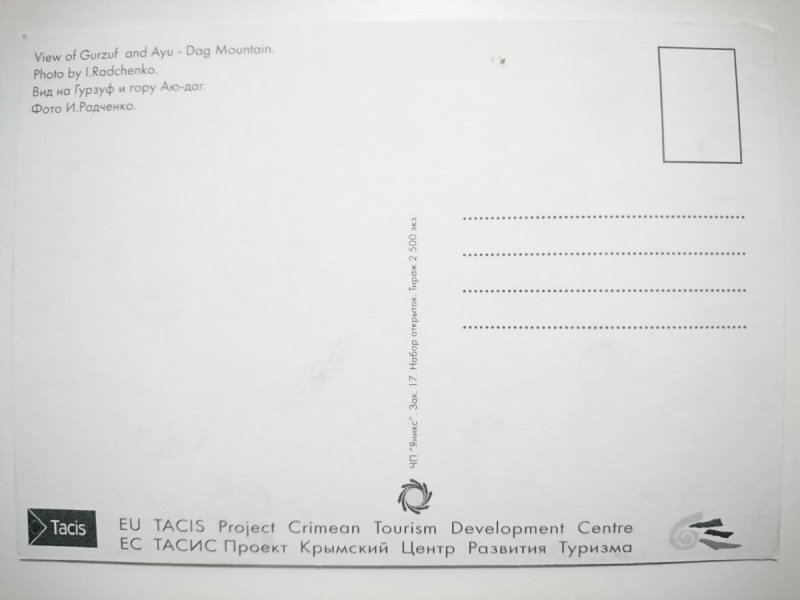 View of Gurzuf and Ayu - Dag Mountain.
Photo by I.Radchenko.
Вид на Гурзуф и гору Аю-даг.
Фото И.Радченко.
ЧП "Яникс". Зак. 17. Набор открыток. Тираж 2 500 экз.
Tacis
EU TACIS Project Crimean Tourism Development Centre
ЕС ТАСИС Проект Крымский Центр Развития Туризма